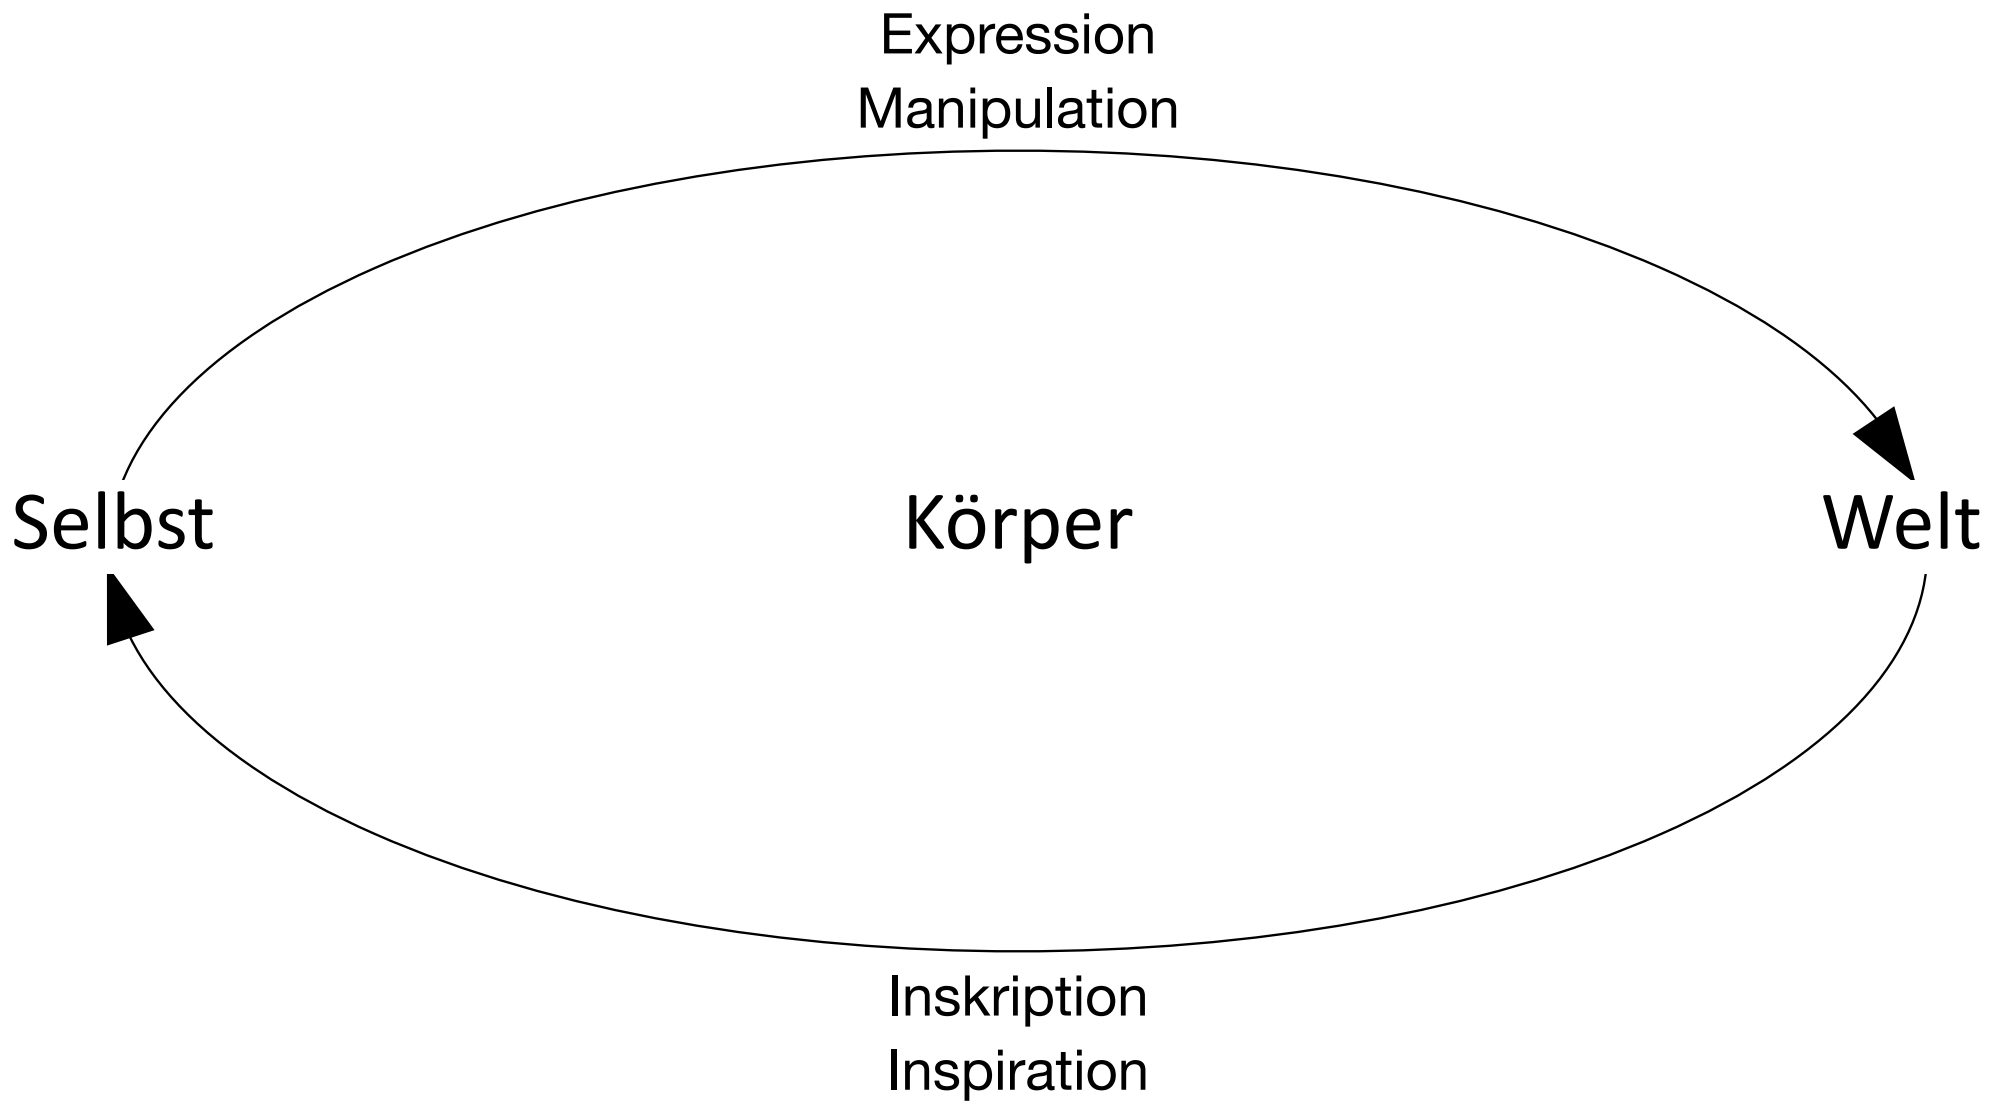 Expression
Manipulation
Selbst Körper Welt
Inskription
Inspiration